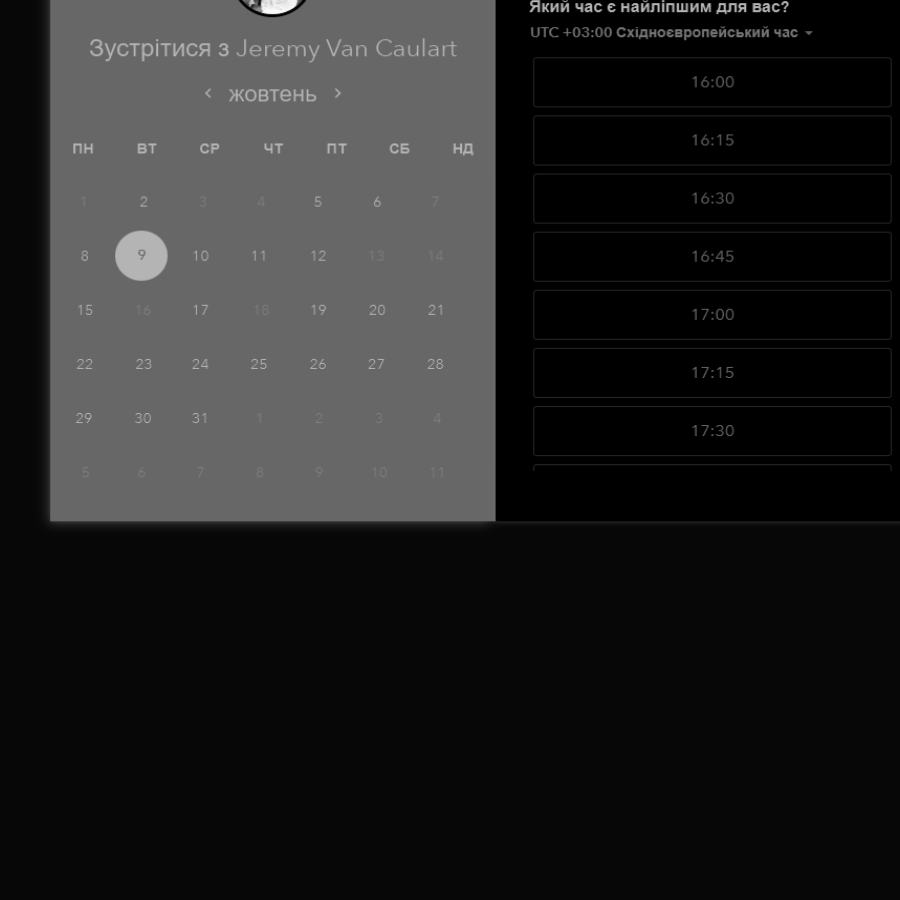 Зустрітися з Jeremy Van Caulart
жовтень
ПН ВТ СР ЧТ ПТ СБ НД
1 2 3 4 5 6 7
8 9 10 11 12 13 14
15 16 17 18 19 20 21
22 23 24 25 26 27 28
29 30 31 1 2 3 4
5 6 7 8 9 10 11
Який час є найліпшим для вас?
UTC +03:00 Східноєвропейський час
16:00
16:15
16:30
16:45
17:00
17:15
17:30